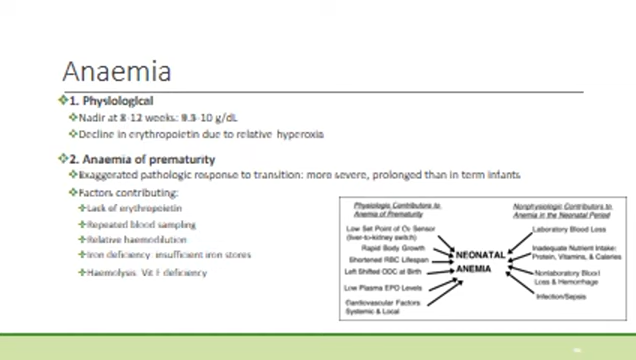 Anaemia
1. Physiological
Nadir at 8-12 weeks: 9.5-10 g/dL
Decline in erythropoietin due to relative hyperoxia
2. Anaemia of prematurity
Exaggerated pathologic response to transition: more severe, prolonged than in term infants
Factors contributing:
Lack of erythropoietin
Repeated blood sampling
Relative haemodilution
Iron deficiency insufficient iron stores
Haemolysis Vit E deficiency
Physiologic Contributors to
Anemia of Prematurity
Low Set Point of O₂ Sensor
(liver-to-kidney switch)
Rapid Body Growth
Shortened RBC Lifespan
Left Shifted ODC at Birth
Low Plasma EPO Levels
Cardiovascular Factors
Systemic & Local
NEONATAL
ANEMIA
Nonphysiologic Contributors to
Anemia in the Neonatal Period
Laboratory Blood Loss
Inadequate Nutrient Intake:
Protein, Vitamins, & Calories
Nonlaboratory Blood
Loss & Hemorrhage
Infection/Sepsis